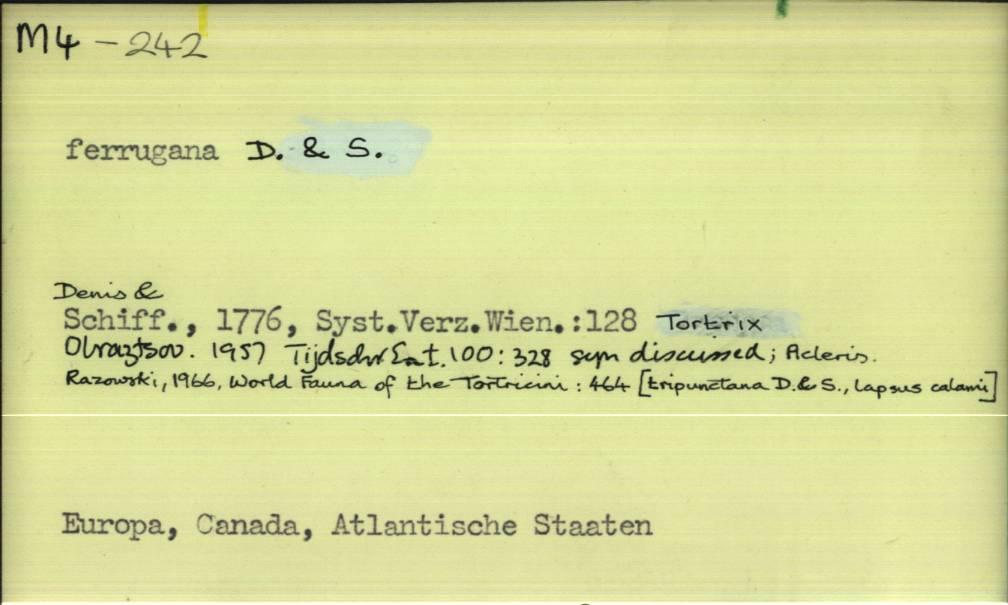 M4 - 242
ferrugana D. & S.
Denis &
Schiff., 1776, Syst.Verz.Wien.:128 Tortrix
Obraztsov. 1957 Tijdschr Ent. 100: 328 syn discussed; Acleris.
Razowski, 1966, World Fauna of the Tortricini: 464 [tripunctana D. & S., lapsus calami]
Europa, Canada, Atlantische Staaten